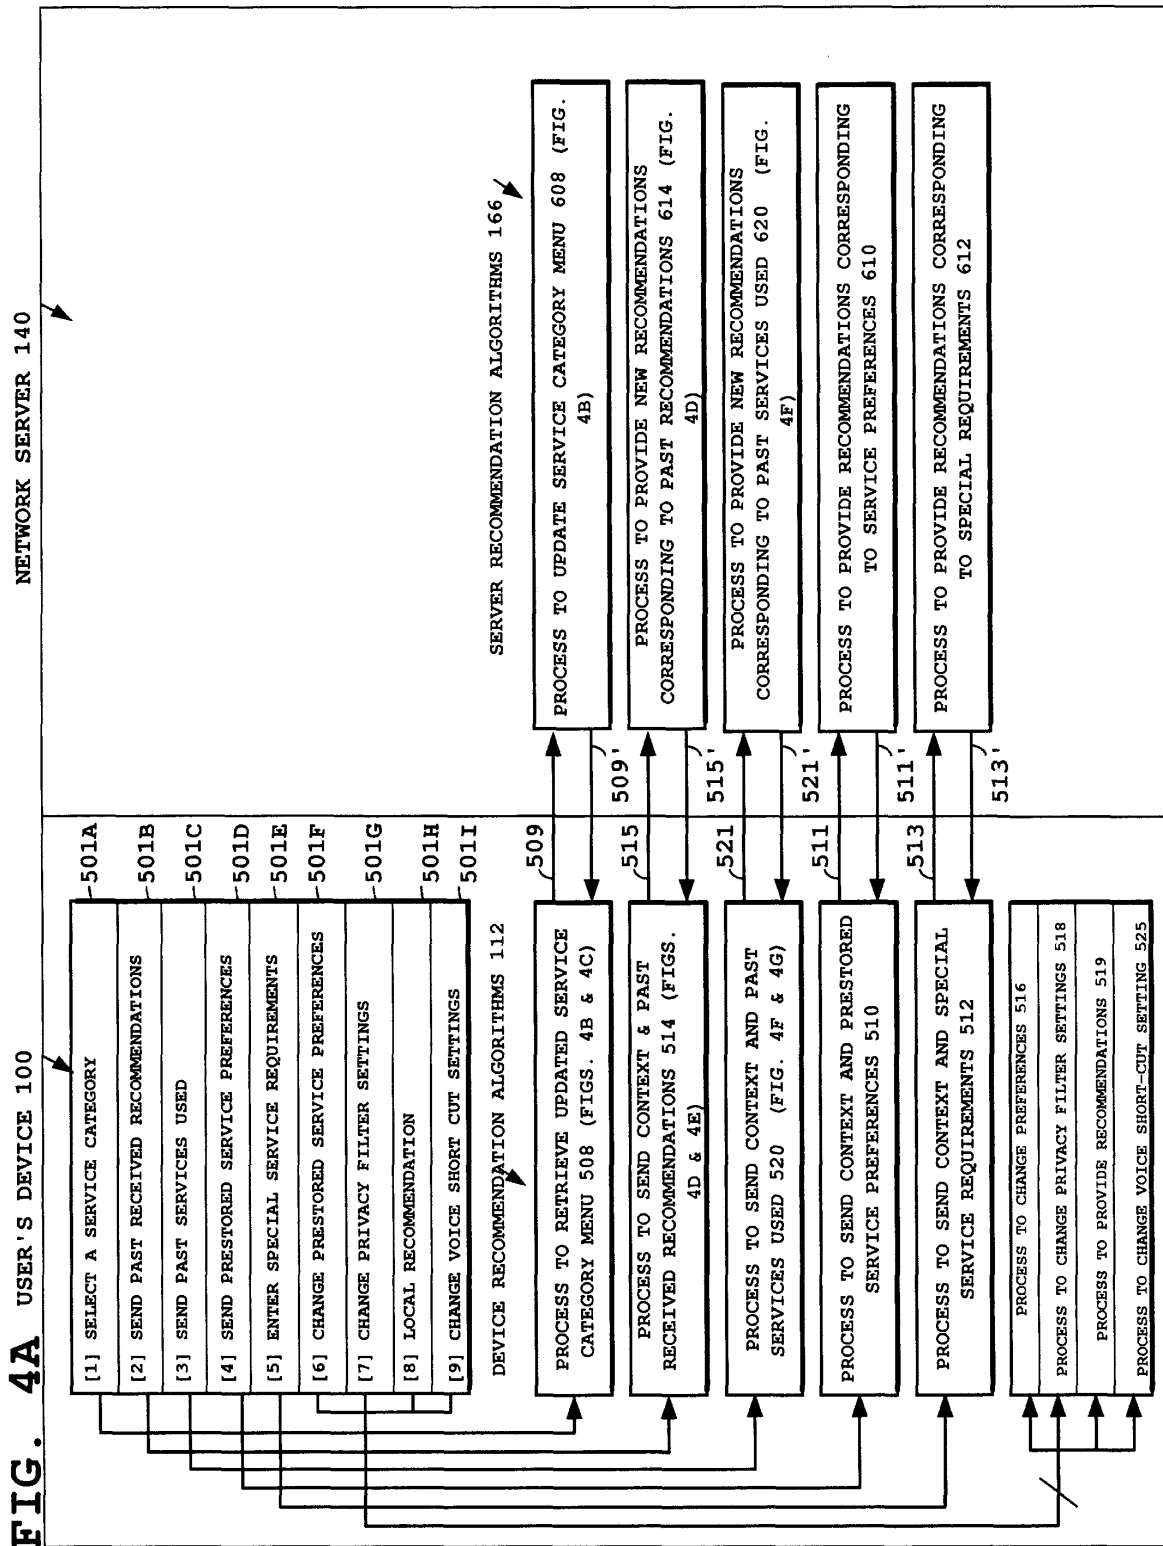 FIG. 4A
USER'S DEVICE 100
NETWORK SERVER 140
[1] SELECT A SERVICE CATEGORY
501A
[2] SEND PAST RECEIVED RECOMMENDATIONS
501B
[3] SEND PAST SERVICES USED
501C
[4] SEND PRESTORED SERVICE PREFERENCES
501D
[5] ENTER SPECIAL SERVICE REQUIREMENTS
501E
[6] CHANGE PRESTORED SERVICE PREFERENCES
501F
[7] CHANGE PRIVACY FILTER SETTINGS
501G
[8] LOCAL RECOMMENDATION
501H
[9] CHANGE VOICE SHORT CUT SETTINGS
501I
DEVICE RECOMMENDATION ALGORITHMS 112
SERVER RECOMMENDATION ALGORITHMS 166
PROCESS TO RETRIEVE UPDATED SERVICE
CATEGORY MENU 508 (FIGS. 4B & 4C)
509
509'
PROCESS TO UPDATE SERVICE CATEGORY MENU 608 (FIG.
4B)
PROCESS TO SEND CONTEXT & PAST
RECEIVED RECOMMENDATIONS 514 (FIGS.
4D & 4E)
515
515'
PROCESS TO PROVIDE NEW RECOMMENDATIONS
CORRESPONDING TO PAST RECOMMENDATIONS 614 (FIG.
4D)
PROCESS TO SEND CONTEXT AND PAST
SERVICES USED 520 (FIG. 4F & 4G)
521
521'
PROCESS TO PROVIDE NEW RECOMMENDATIONS
CORRESPONDING TO PAST SERVICES USED 620 (FIG.
4F)
PROCESS TO SEND CONTEXT AND PRESTORED
SERVICE PREFERENCES 510
511
511'
PROCESS TO PROVIDE RECOMMENDATIONS CORRESPONDING
TO SERVICE PREFERENCES 610
PROCESS TO SEND CONTEXT AND SPECIAL
SERVICE REQUIREMENTS 512
513
513'
PROCESS TO PROVIDE RECOMMENDATIONS CORRESPONDING
TO SPECIAL REQUIREMENTS 612
PROCESS TO CHANGE PREFERENCES 516
PROCESS TO CHANGE PRIVACY FILTER SETTINGS 518
PROCESS TO PROVIDE RECOMMENDATIONS 519
PROCESS TO CHANGE VOICE SHORT-CUT SETTING 525